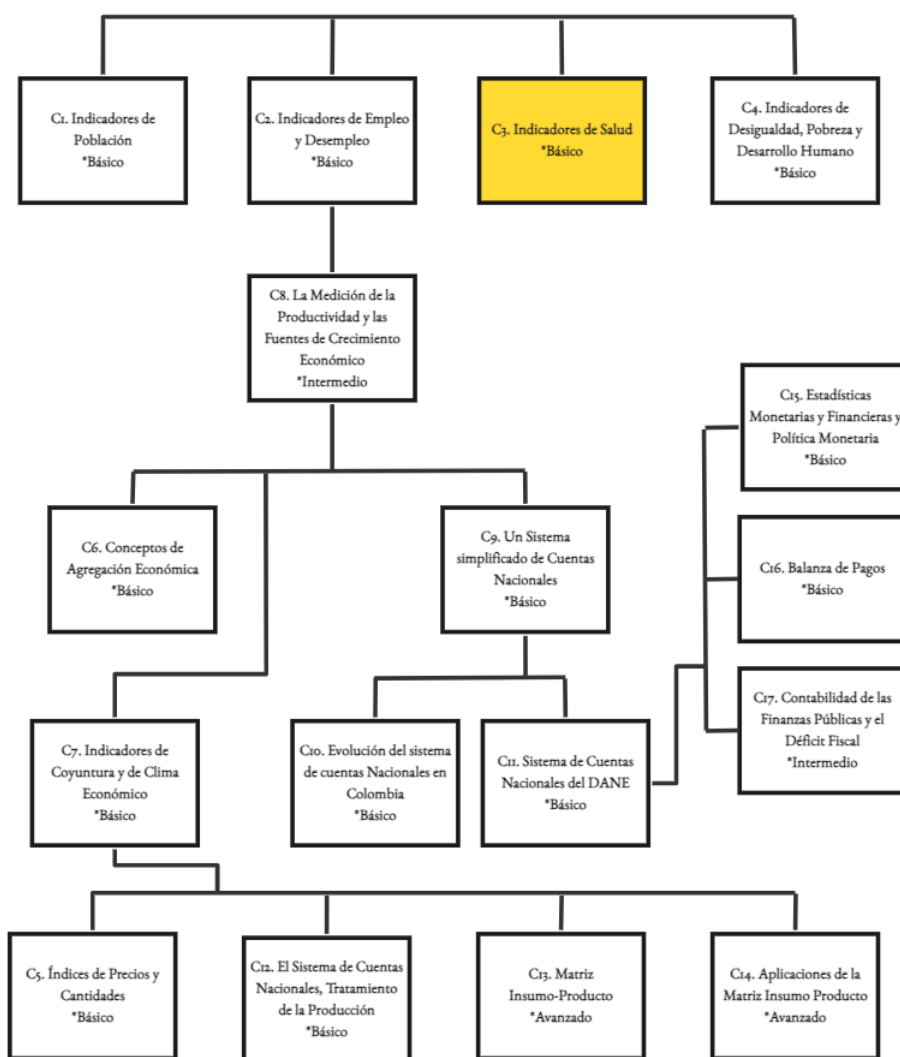 C1. Indicadores de
Población
*Básico
C2. Indicadores de Empleo
y Desempleo
*Básico
C3. Indicadores de Salud
*Básico
C4. Indicadores de
Desigualdad, Pobreza y
Desarrollo Humano
*Básico
C8. La Medición de la
Productividad y las
Fuentes de Crecimiento
Económico
*Intermedio
C15. Estadísticas
Monetarias y Financieras y
Política Monetaria
*Básico
C6. Conceptos de
Agregación Económica
*Básico
C9. Un Sistema
simplificado de Cuentas
Nacionales
*Básico
C16. Balanza de Pagos
*Básico
C17. Contabilidad de las
Finanzas Públicas y el
Déficit Fiscal
*Intermedio
C7. Indicadores de
Coyuntura y de Clima
Económico
*Básico
C10. Evolución del sistema
de cuentas Nacionales en
Colombia
*Básico
C11. Sistema de Cuentas
Nacionales del DANE
*Básico
C5. Índices de Precios y
Cantidades
*Básico
C12. El Sistema de Cuentas
Nacionales, Tratamiento
de la Producción
*Básico
C13. Matriz
Insumo-Producto
*Avanzado
C14. Aplicaciones de la
Matriz Insumo Producto
*Avanzado